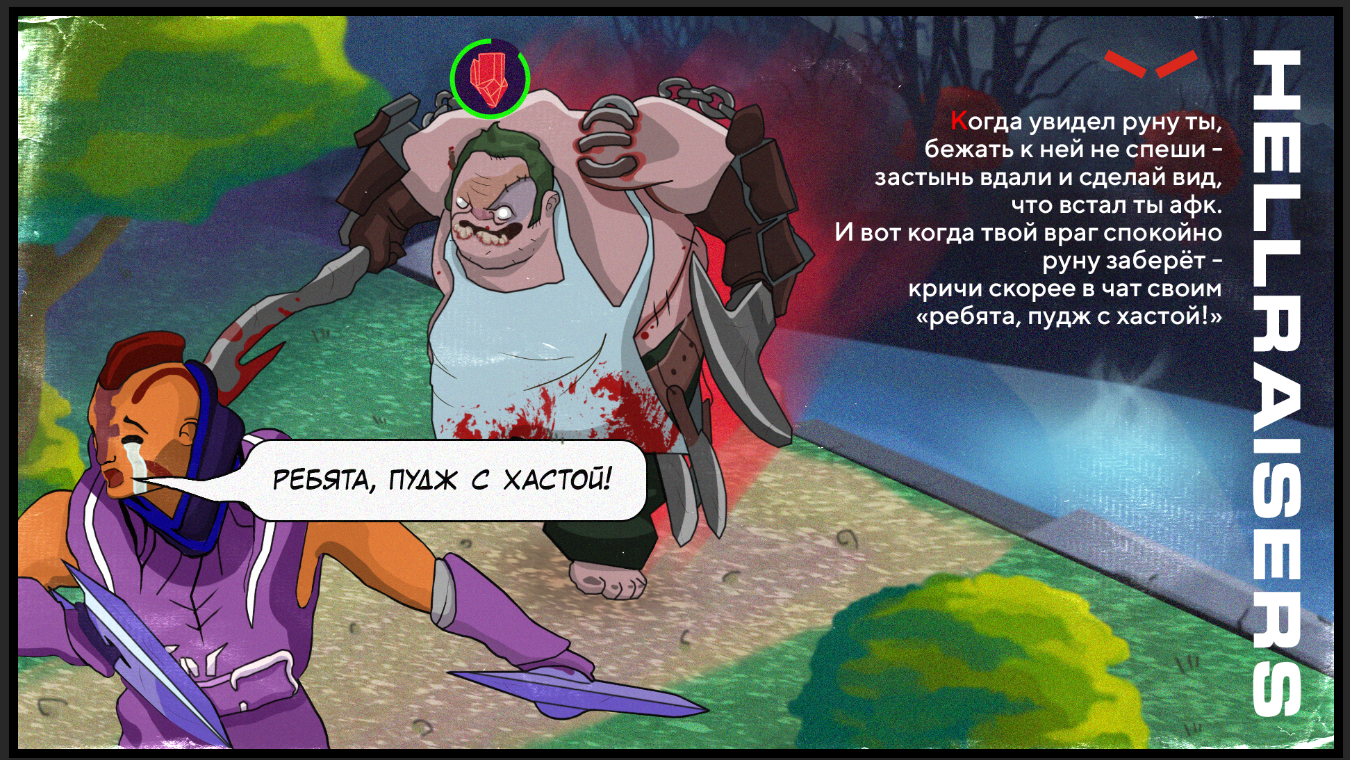 Когда увидел руну ты,
бежать к ней не спеши –
застынь вдали и сделай вид,
что встал ты афк.
И вот когда твой враг спокойно
руну заберёт –
кричи скорее в чат своим
«ребята, пудж с хастой!»
РЕБЯТА, ПУДЖ С ХАСТОЙ!
HELLRAISERS